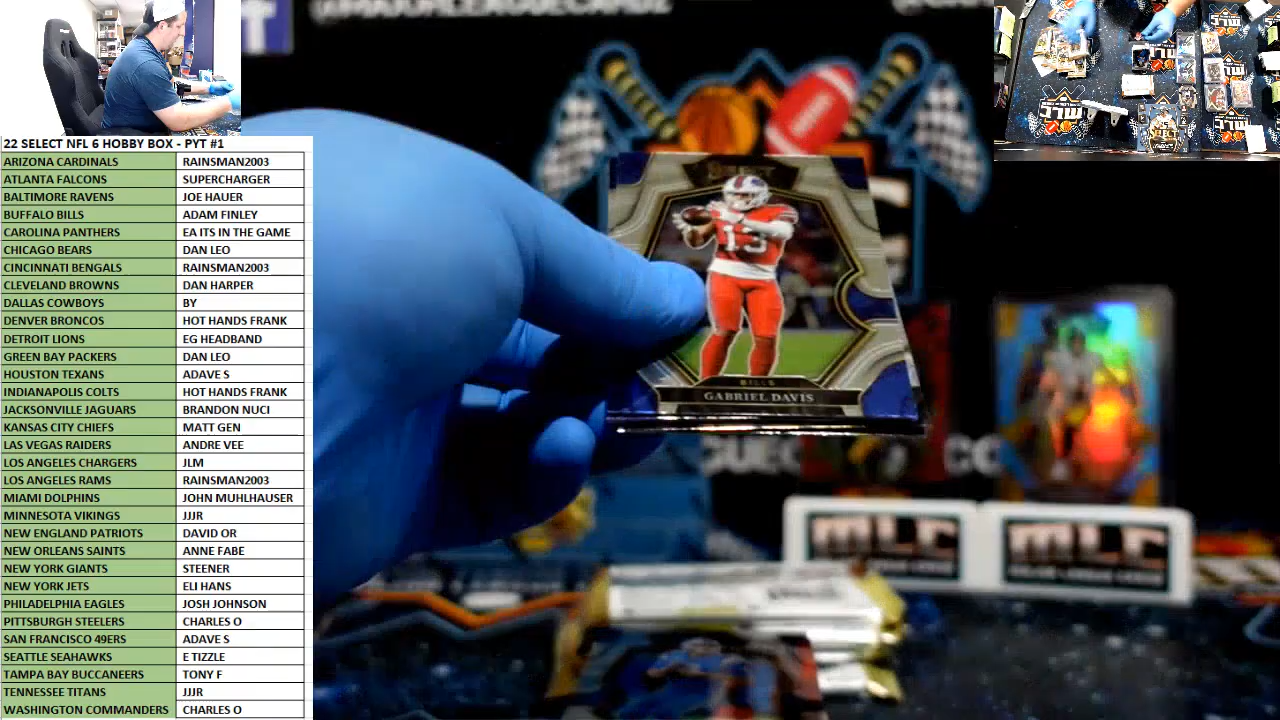 22 SELECT NFL 6 HOBBY BOX - PYT #1
ARIZONA CARDINALS RAINSMAN2003
ATLANTA FALCONS SUPERCHARGER
BALTIMORE RAVENS JOE HAUER
BUFFALO BILLS ADAM FINLEY
CAROLINA PANTHERS EA ITS IN THE GAME
CHICAGO BEARS DAN LEO
CINCINNATI BENGALS RAINSMAN2003
CLEVELAND BROWNS DAN HARPER
DALLAS COWBOYS BY
DENVER BRONCOS HOT HANDS FRANK
DETROIT LIONS EG HEADBAND
GREEN BAY PACKERS DAN LEO
HOUSTON TEXANS ADAVE S
INDIANAPOLIS COLTS HOT HANDS FRANK
JACKSONVILLE JAGUARS BRANDON NUCI
KANSAS CITY CHIEFS MATT GEN
LAS VEGAS RAIDERS ANDRE VEE
LOS ANGELES CHARGERS JLM
LOS ANGELES RAMS RAINSMAN2003
MIAMI DOLPHINS JOHN MUHLHAUSER
MINNESOTA VIKINGS JJJR
NEW ENGLAND PATRIOTS DAVID OR
NEW ORLEANS SAINTS ANNE FABE
NEW YORK GIANTS STEENER
NEW YORK JETS ELI HANS
PHILADELPHIA EAGLES JOSH JOHNSON
PITTSBURGH STEELERS CHARLES O
SAN FRANCISCO 49ERS ADAVE S
SEATTLE SEAHAWKS E TIZZLE
TAMPA BAY BUCCANEERS TONY F
TENNESSEE TITANS JJJR
WASHINGTON COMMANDERS CHARLES O
13
BILLS
GABRIEL DAVIS
MLC
MLC